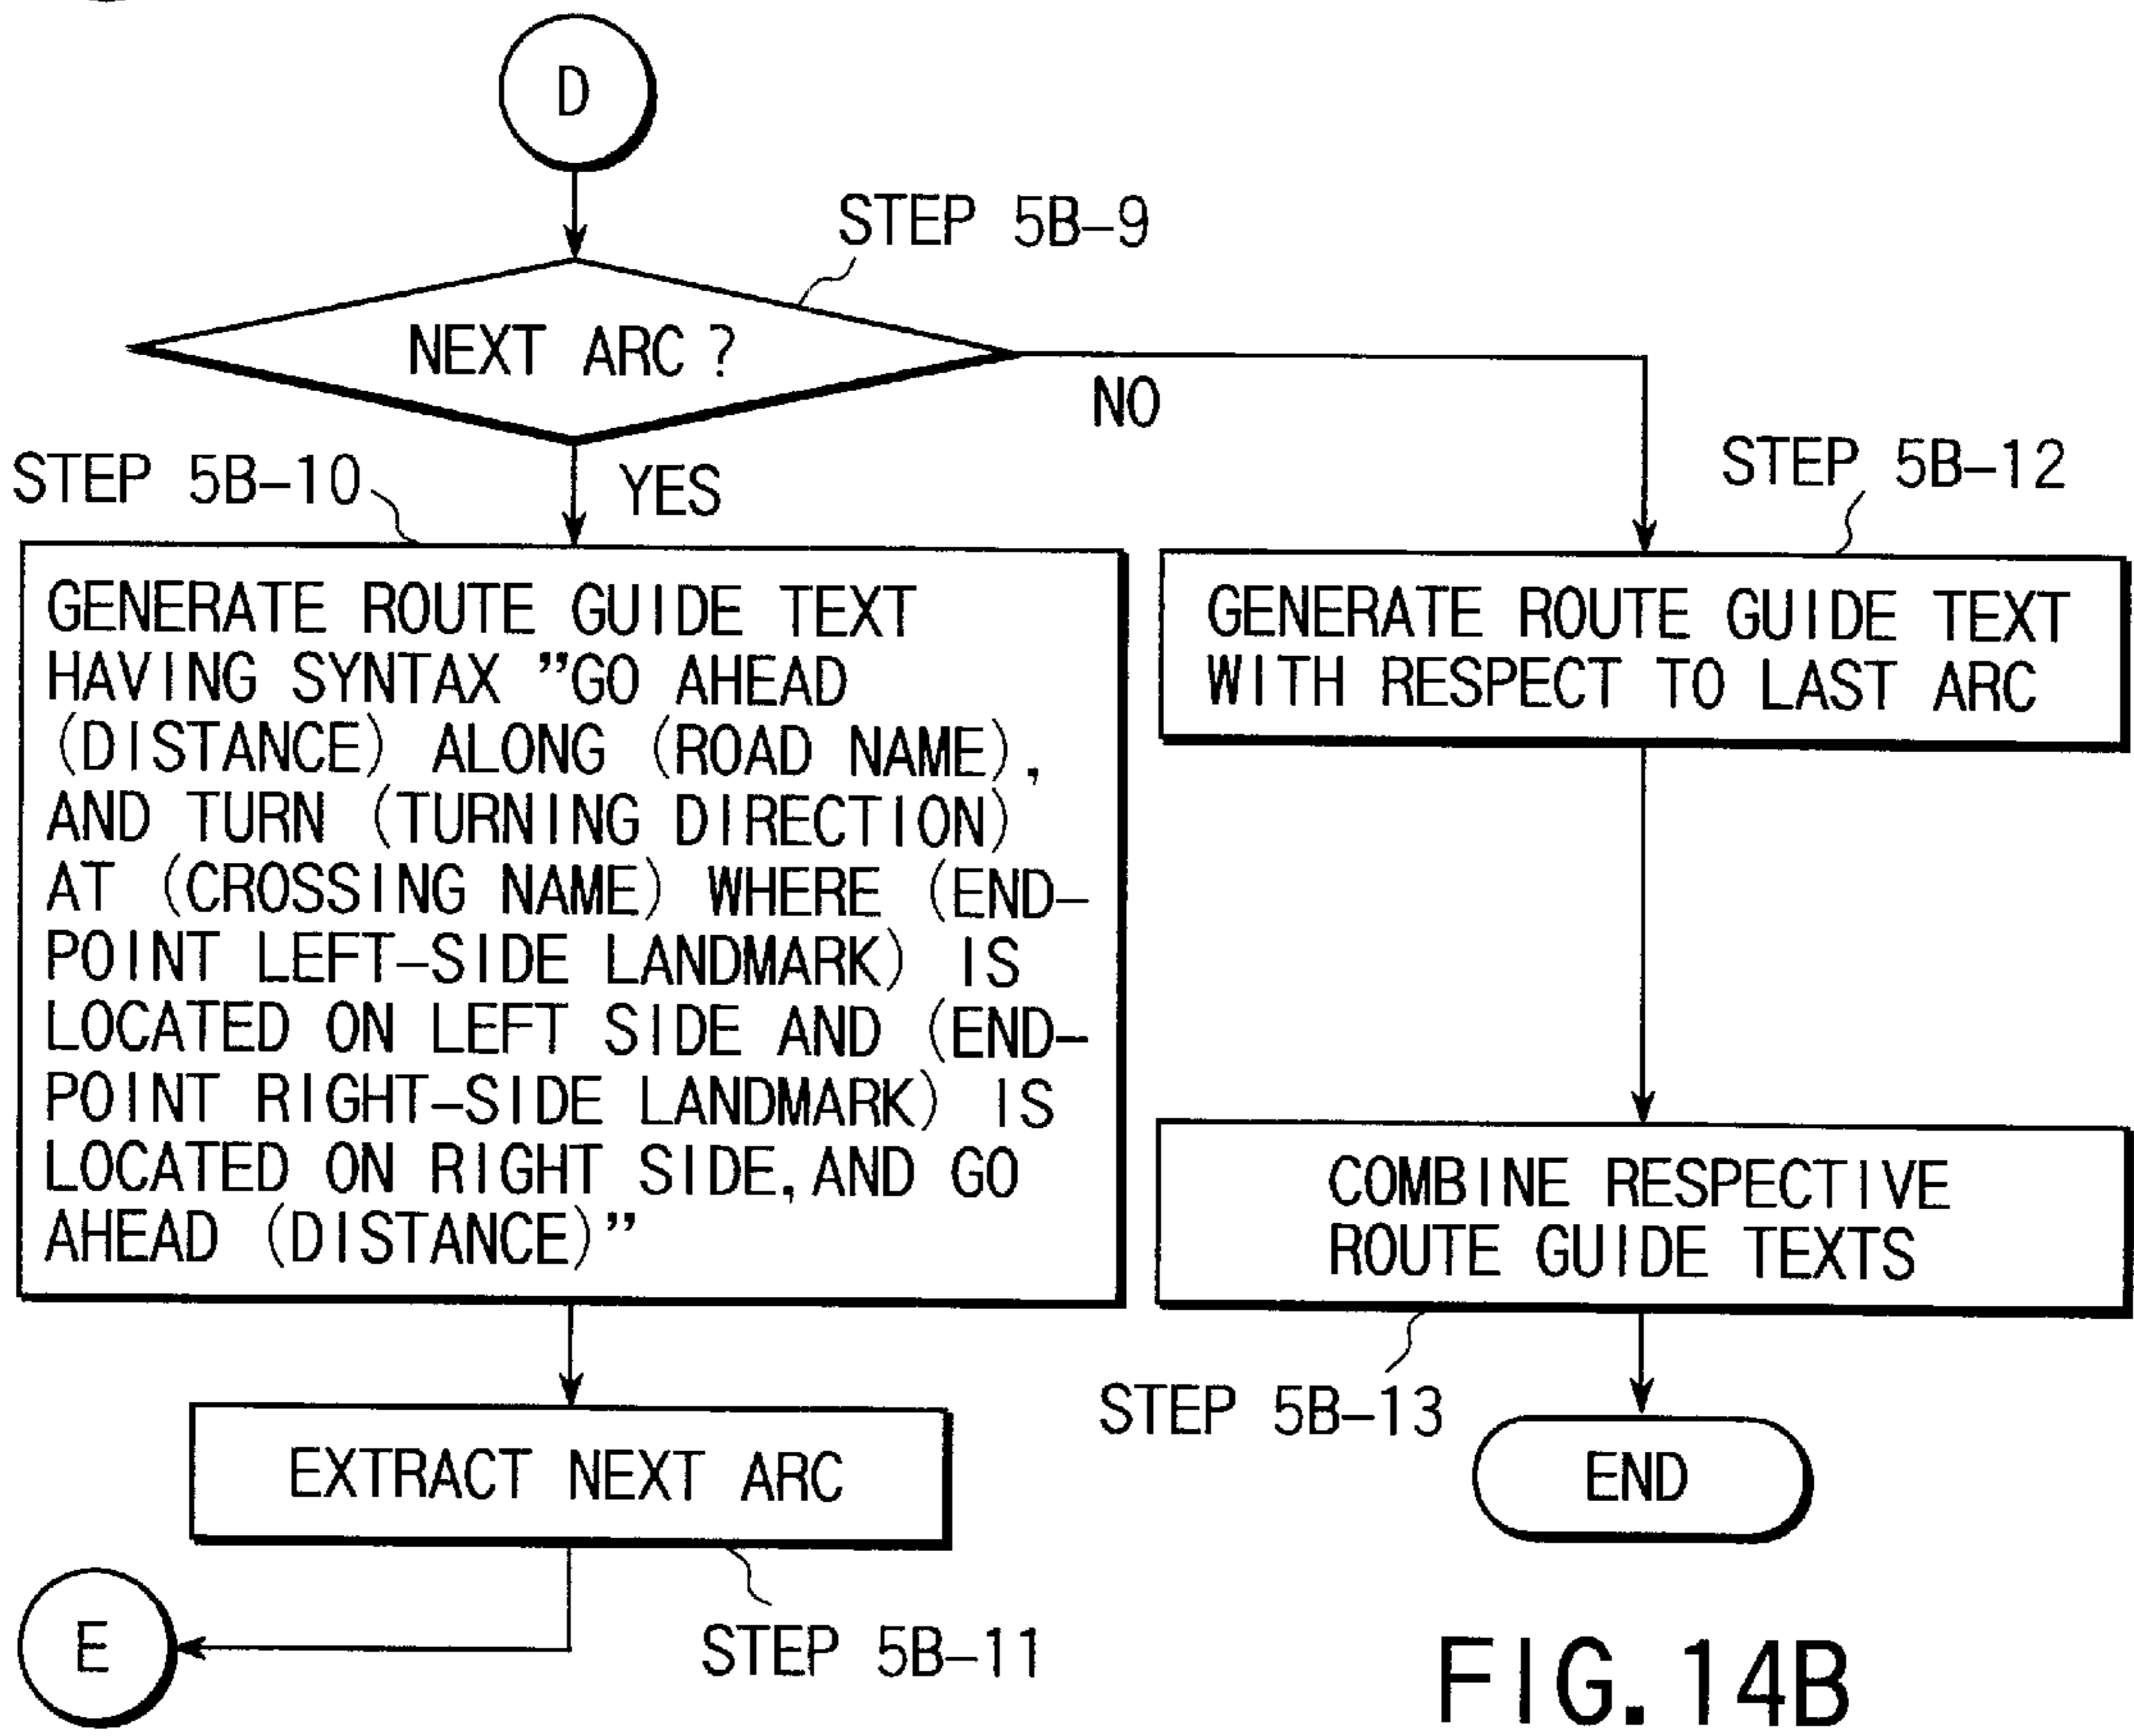 D
STEP 5B-9
NEXT ARC ?
NO
YES
STEP 5B-10
GENERATE ROUTE GUIDE TEXT
HAVING SYNTAX "GO AHEAD
(DISTANCE) ALONG (ROAD NAME),
AND TURN (TURNING DIRECTION)
AT (CROSSING NAME) WHERE (END-
POINT LEFT-SIDE LANDMARK) IS
LOCATED ON LEFT SIDE AND (END-
POINT RIGHT-SIDE LANDMARK) IS
LOCATED ON RIGHT SIDE, AND GO
AHEAD (DISTANCE)"
EXTRACT NEXT ARC
STEP 5B-11
E
STEP 5B-12
GENERATE ROUTE GUIDE TEXT
WITH RESPECT TO LAST ARC
COMBINE RESPECTIVE
ROUTE GUIDE TEXTS
STEP 5B-13
END
FIG. 14B